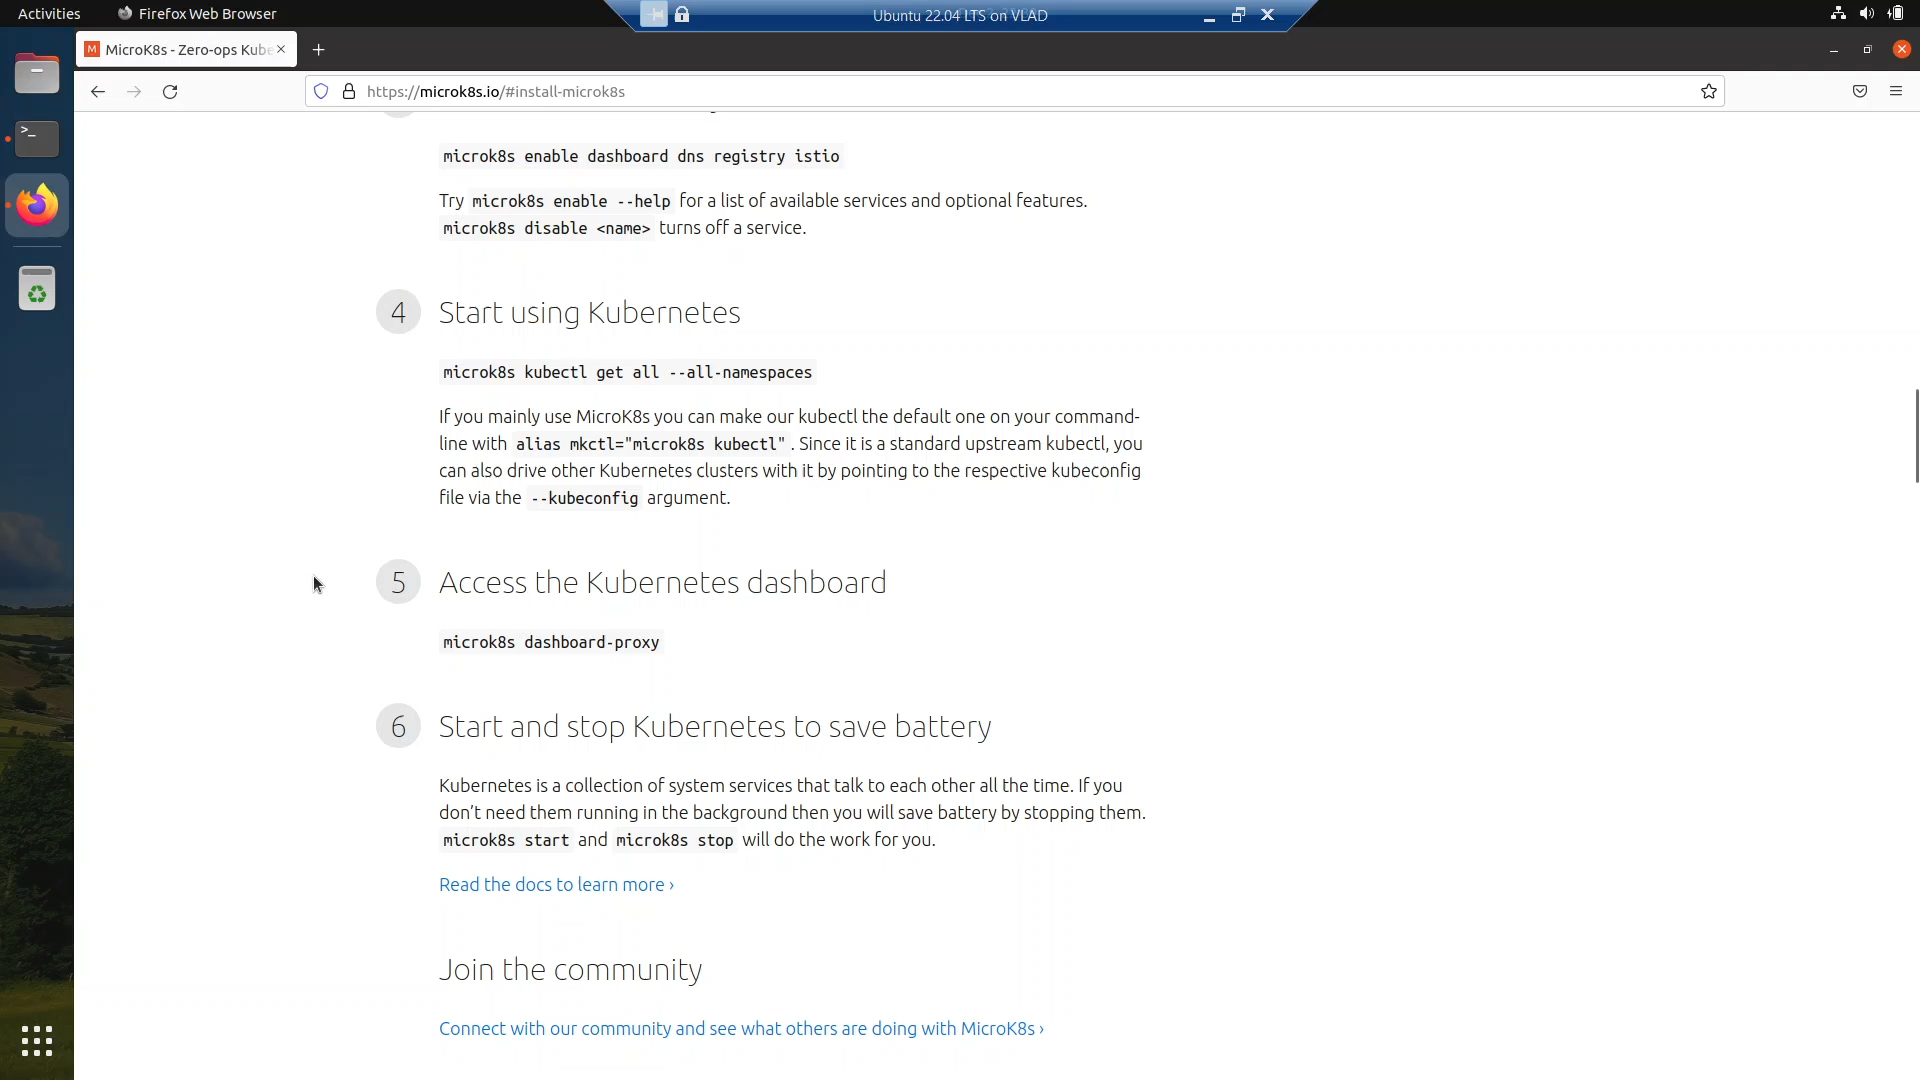 Activities
Firefox Web Browser
Ubuntu 22.04 LTS on VLAD
MicroK8s - Zero-ops Kube
https://microk8s.io/#install-microk8s
microk8s enable dashboard dns registry istio
Try microk8s enable --help for a list of available services and optional features.
microk8s disable <name> turns off a service.
4 Start using Kubernetes
microk8s kubectl get all --all-namespaces
If you mainly use MicroK8s you can make our kubectl the default one on your command-
line with alias mkctl="microk8s kubectl". Since it is a standard upstream kubectl, you
can also drive other Kubernetes clusters with it by pointing to the respective kubeconfig
file via the --kubeconfig argument.
5 Access the Kubernetes dashboard
microk8s dashboard-proxy
6 Start and stop Kubernetes to save battery
Kubernetes is a collection of system services that talk to each other all the time. If you
don’t need them running in the background then you will save battery by stopping them.
microk8s start and microk8s stop will do the work for you.
Read the docs to learn more ›
Join the community
Connect with our community and see what others are doing with MicroK8s ›